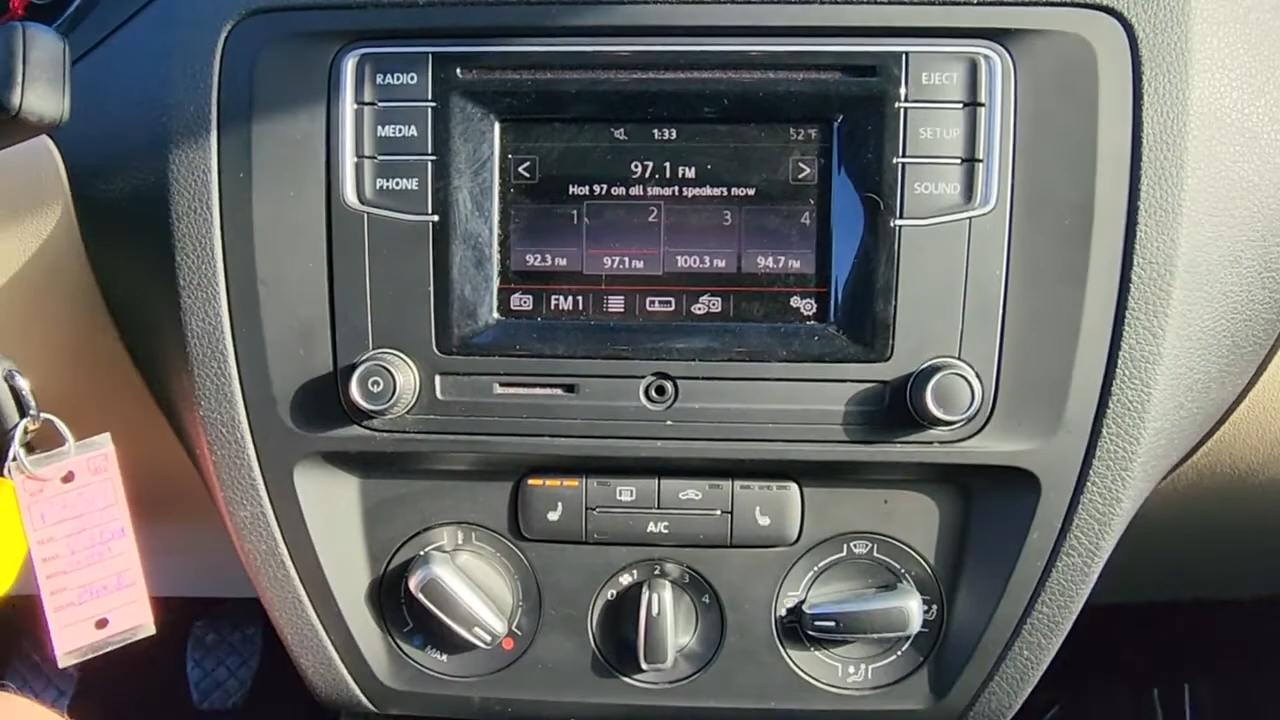 RADIO
MEDIA
PHONE
EJECT
SETUP
SOUND
1:33
52°F
<
97.1 FM
>
Hot 97 on all smart speakers now
1 2 3 4
92.3 FM 97.1 FM 100.3 FM 94.7 FM
FM 1
A/C
MAX
0 1 2 3 4